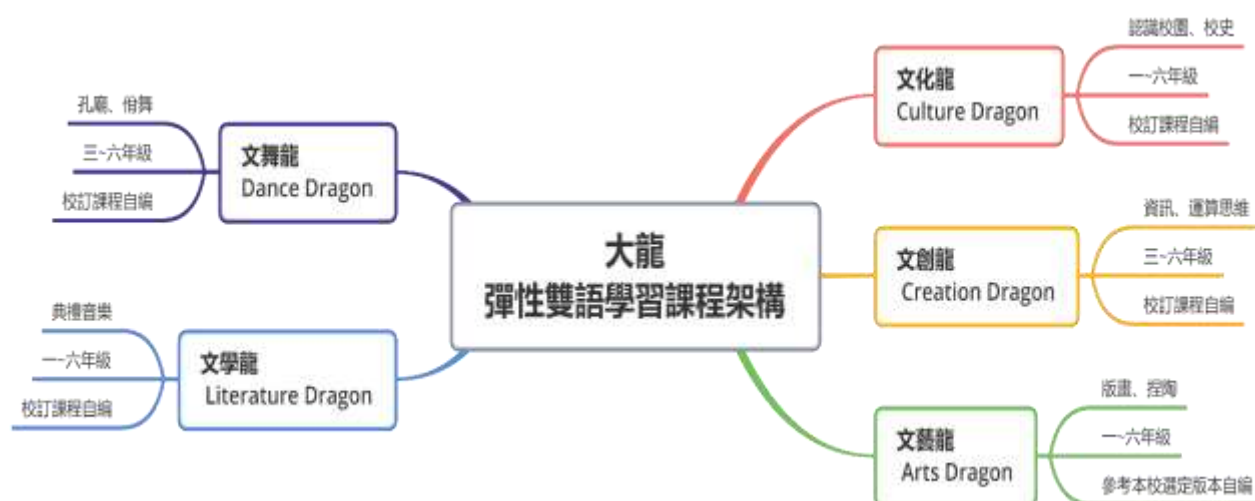 大龍
彈性雙語學習課程架構
文化龍
Culture Dragon
認識校園、校史
一~六年級
校訂課程自編
文創龍
Creation Dragon
資訊、運算思維
三~六年級
校訂課程自編
文藝龍
Arts Dragon
版畫、捏陶
一~六年級
參考本校選定版本自編
文舞龍
Dance Dragon
孔廟、佾舞
三~六年級
校訂課程自編
文學龍
Literature Dragon
典禮音樂
一~六年級
校訂課程自編